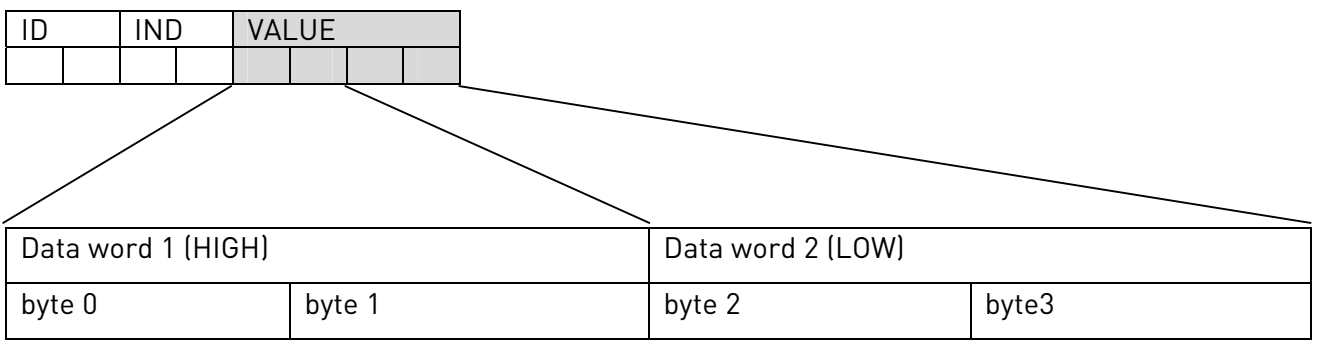 ID IND VALUE
Data word 1 (HIGH) Data word 2 (LOW)
byte 0 byte 1 byte 2 byte3